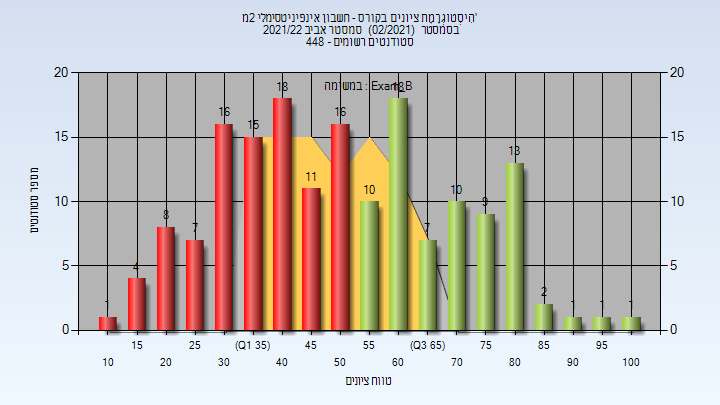 היסטוגרמת ציונים בקורס - חשבון אינפיניטסימלי 2מ'
בסמסטר (02/2021) סמסטר אביב 2021/22
סטודנטים רשומים - 448
במשימה : Exam_B
מספר סטודנטים
20 15 10 5 0
1 4 8 7 16 15 18 11 16 10 18 7 10 9 13 2 1 1 1
20 15 10 5 0
15 25 (Q1 35) 45 55 (Q3 65) 75 85 95
10 20 30 40 50 60 70 80 90 100
טווח ציונים